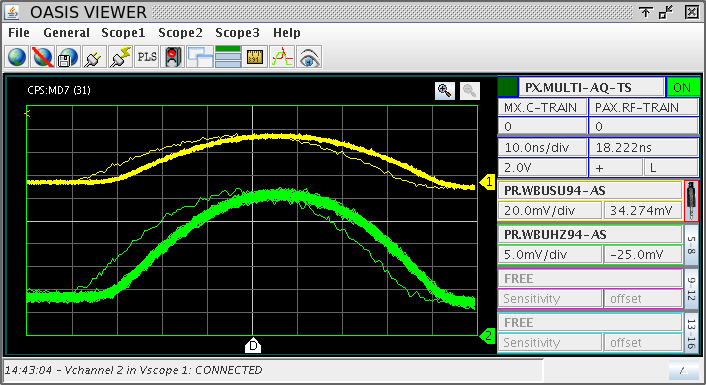 OASIS VIEWER
File General Scope1 Scope2 Scope3 Help
PLS
CPS:MD7 (31)
1
2
D
PX.MULTI-AQ-TS ON
MX.C-TRAIN PAX.RF-TRAIN
0 0
10.0ns/div 18.222ns
2.0V + L
PR.WBUSU94-AS
20.0mV/div 34.274mV
PR.WBUHZ94-AS
5.0mV/div -25.0mV
5-8
FREE
Sensitivity offset
9-12
FREE
Sensitivity offset
13-16
14:43:04 - Vchannel 2 in Vscope 1: CONNECTED